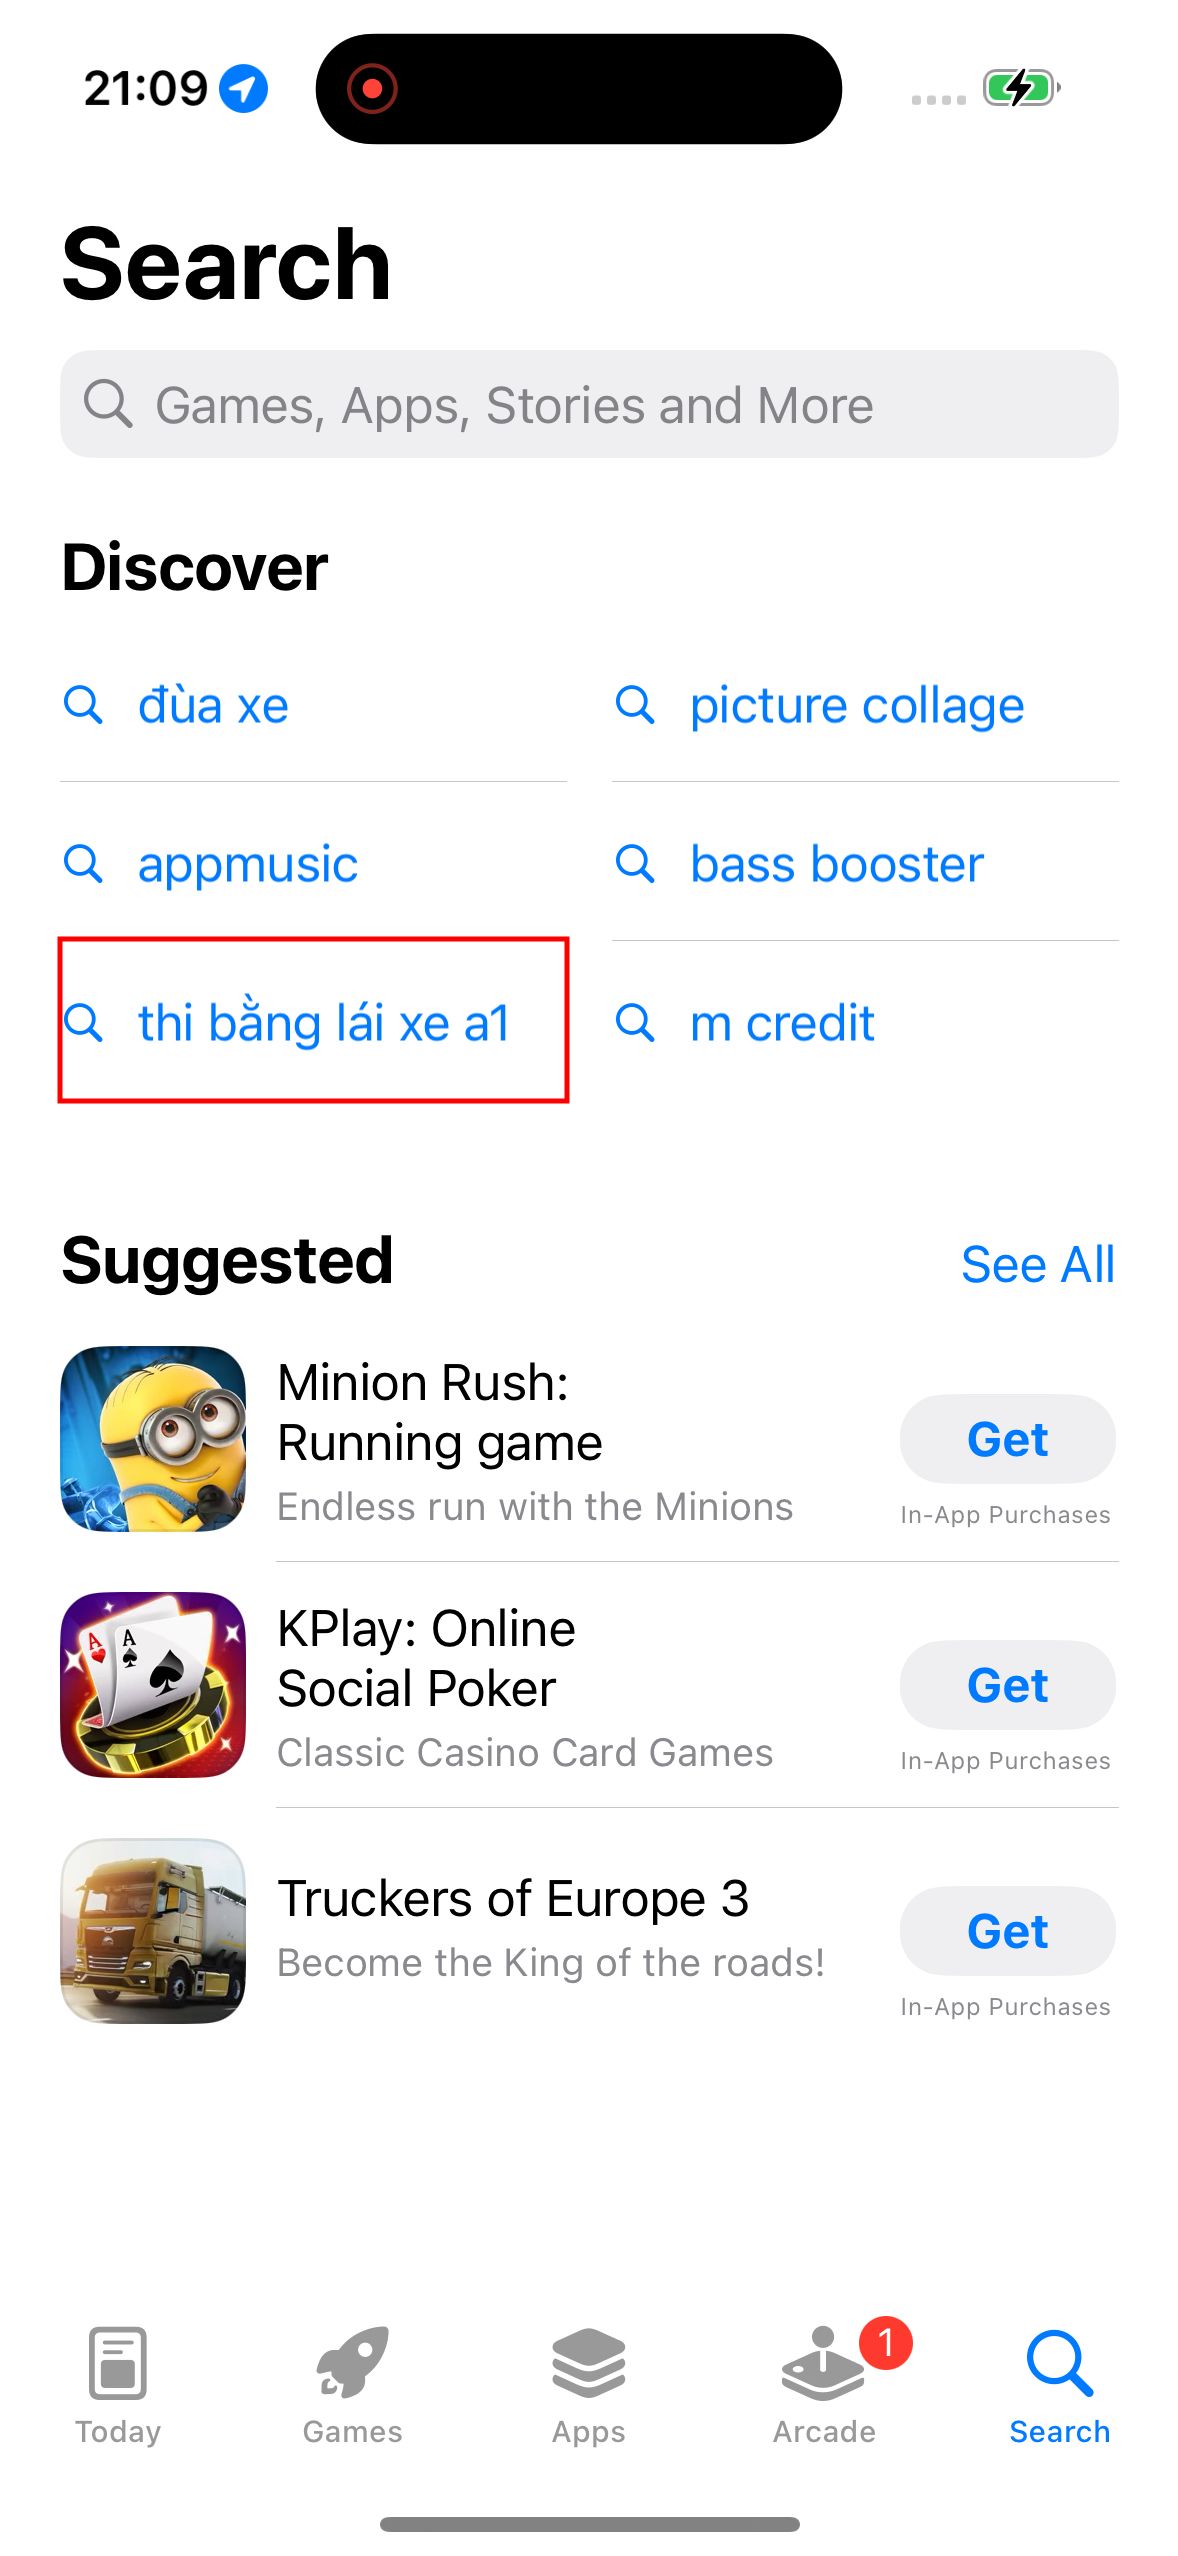 21:09
Search
Games, Apps, Stories and More
Discover
đùa xe
picture collage
appmusic
bass booster
thi bằng lái xe a1
m credit
Suggested
See All
Minion Rush:
Running game
Endless run with the Minions
Get
In-App Purchases
KPlay: Online
Social Poker
Classic Casino Card Games
Get
In-App Purchases
Truckers of Europe 3
Become the King of the roads!
Get
In-App Purchases
1
Today
Games
Apps
Arcade
Search